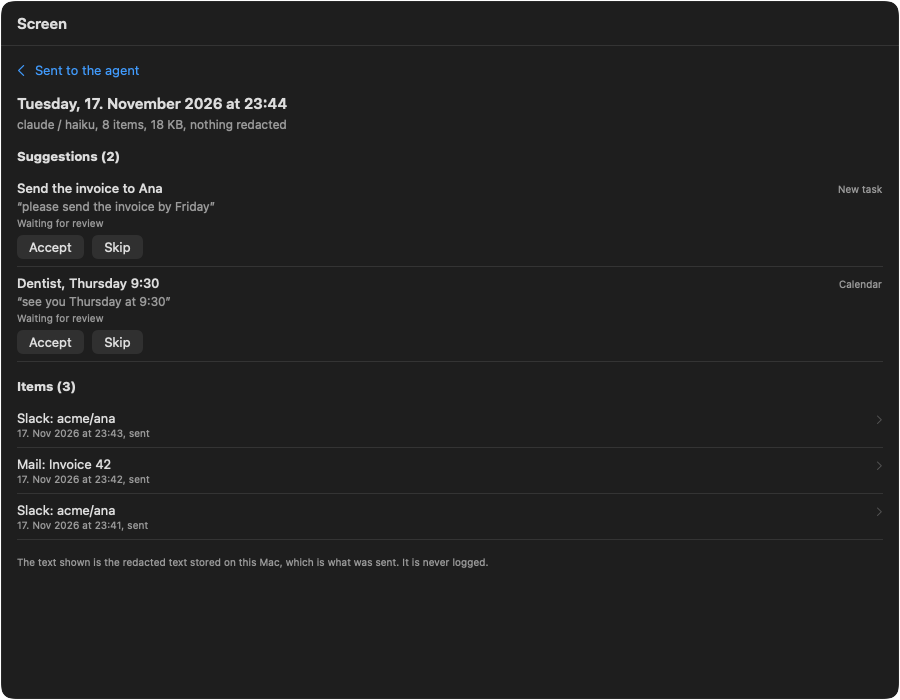 Screen
Sent to the agent
Tuesday, 17. November 2026 at 23:44
claude / haiku, 8 items, 18 KB, nothing redacted
Suggestions (2)
Send the invoice to Ana
New task
“please send the invoice by Friday”
Waiting for review
Accept Skip
Dentist, Thursday 9:30
Calendar
“see you Thursday at 9:30”
Waiting for review
Accept Skip
Items (3)
Slack: acme/ana
17. Nov 2026 at 23:43, sent
Mail: Invoice 42
17. Nov 2026 at 23:42, sent
Slack: acme/ana
17. Nov 2026 at 23:41, sent
The text shown is the redacted text stored on this Mac, which is what was sent. It is never logged.